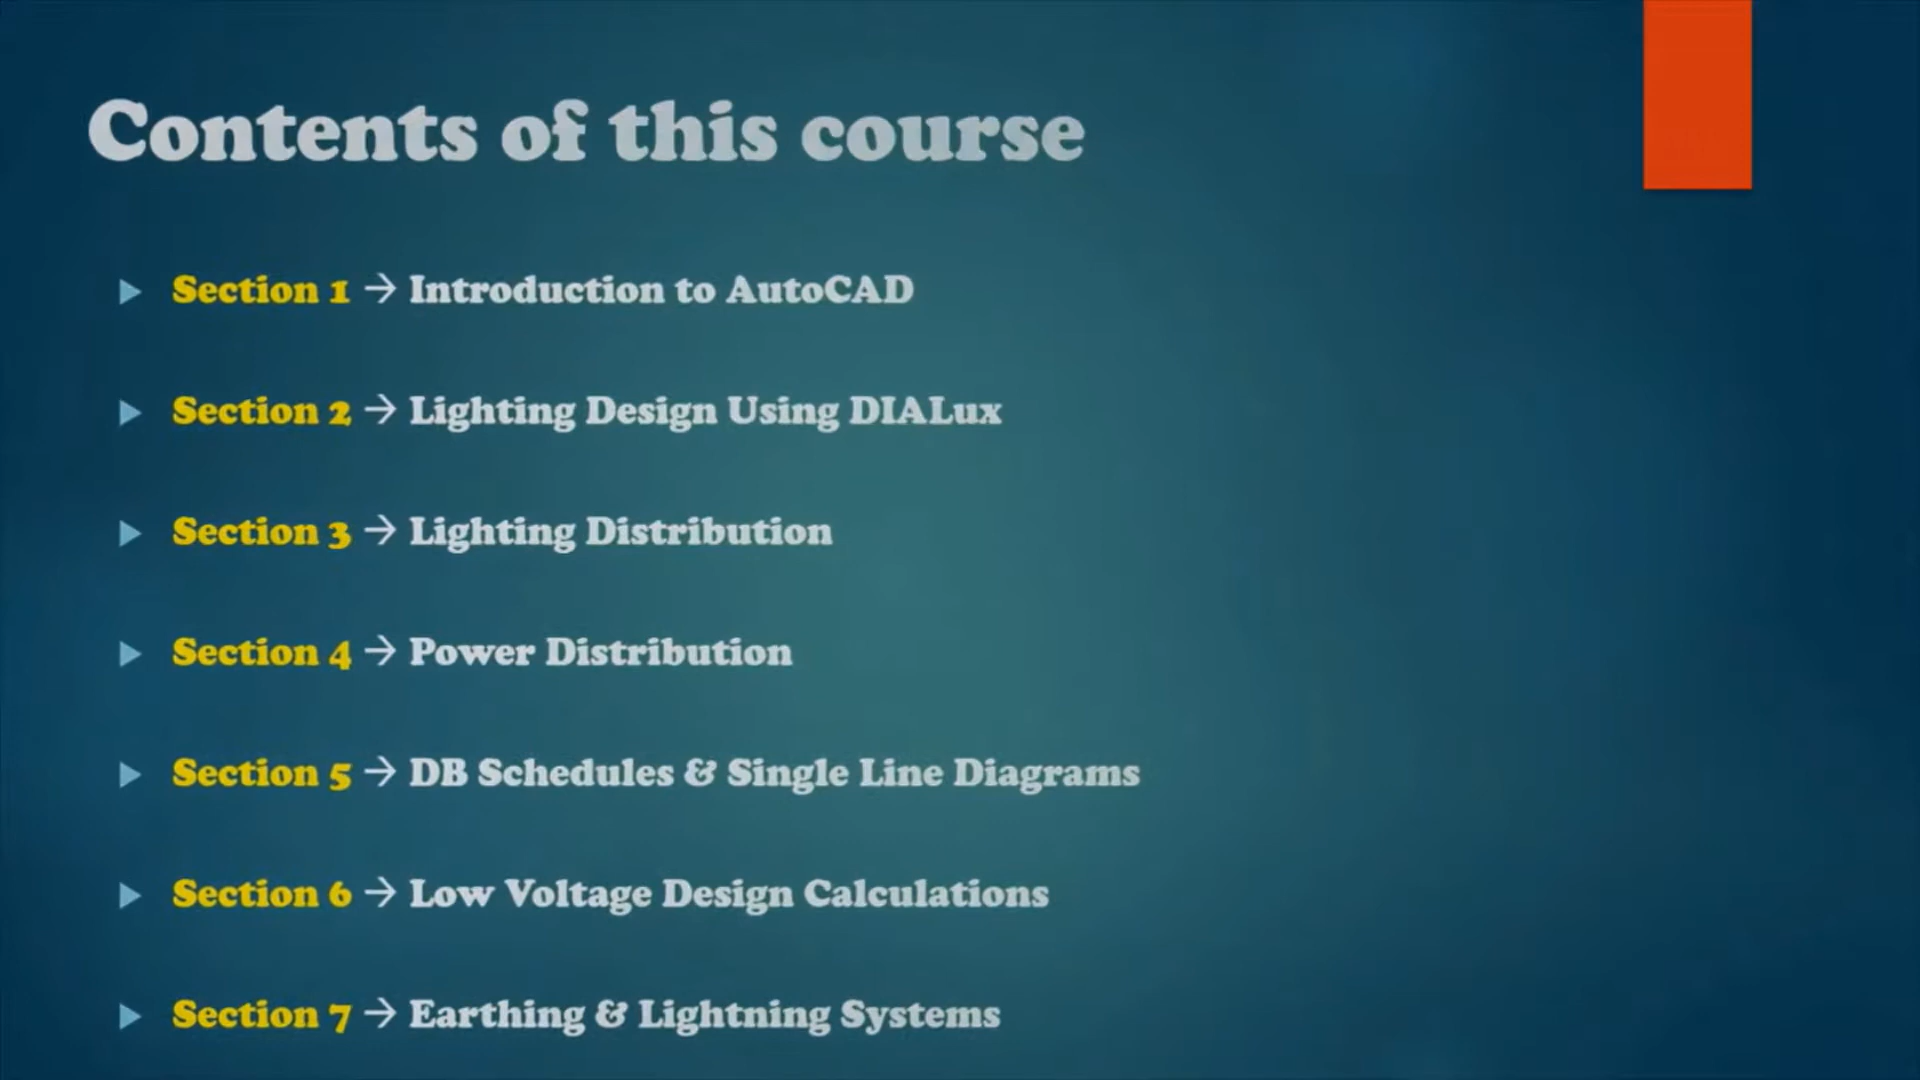 Contents of this course
Section 1 → Introduction to AutoCAD
Section 2 → Lighting Design Using DIALux
Section 3 → Lighting Distribution
Section 4 → Power Distribution
Section 5 → DB Schedules & Single Line Diagrams
Section 6 → Low Voltage Design Calculations
Section 7 → Earthing & Lightning Systems